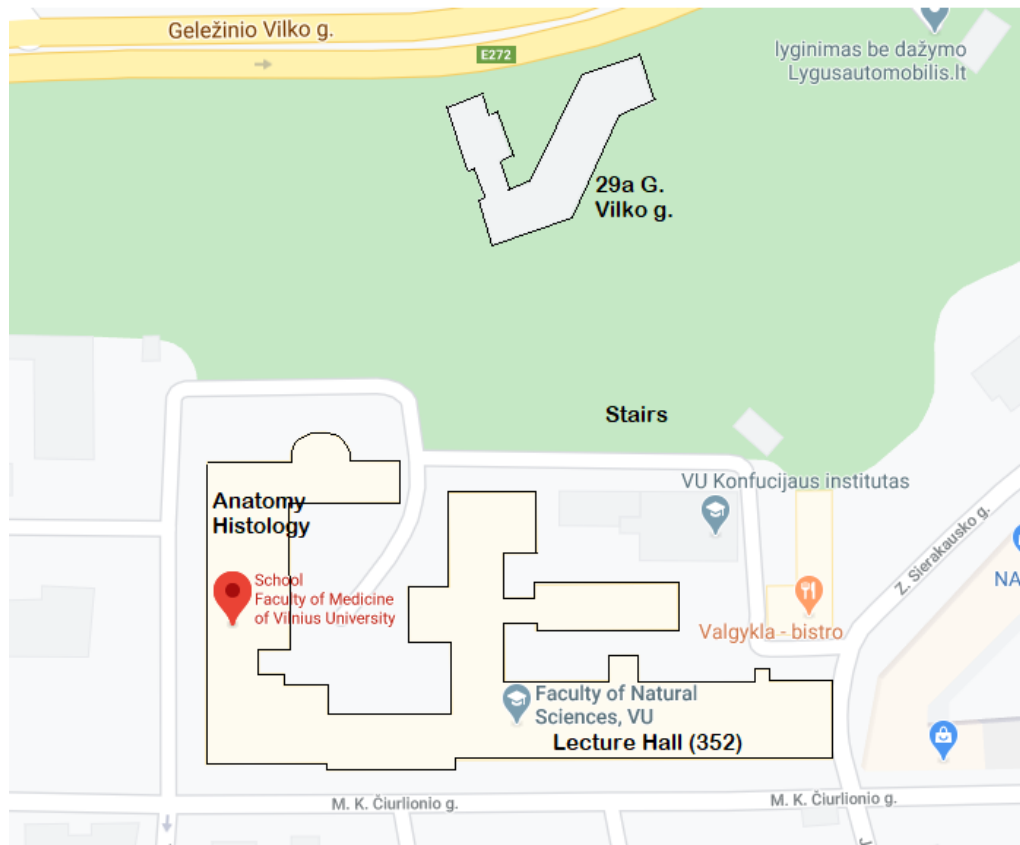 Geležinio Vilko g.
E272
lyginimas be dažymo
Lygusautomobilis.lt
29a G.
Vilko g.
Stairs
VU Konfucijaus institutas
Anatomy
Histology
Z. Sierakausko g.
NA
School
Faculty of Medicine
of Vilnius University
Valgykla - bistro
Faculty of Natural
Sciences, VU
Lecture Hall (352)
M. K. Čiurlionio g.
M. K. Čiurlionio g.
J